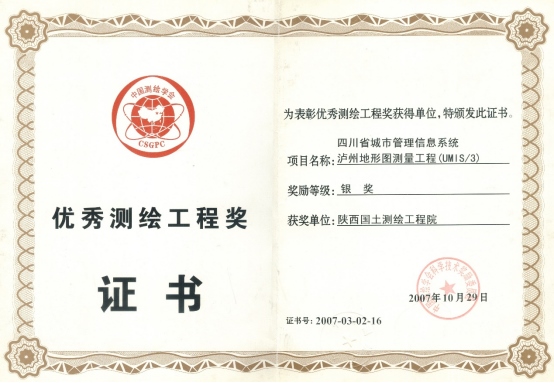 中国测绘学会
CSGPC
优秀测绘工程奖
证书
为表彰优秀测绘工程奖获得单位，特颁发此证书。
四川省城市管理信息系统
项目名称：泸州地形图测量工程(UMIS/3)
奖励等级：银 奖
获奖单位：陕西国土测绘工程院
2007年10月29日
证书号：2007-03-02-16